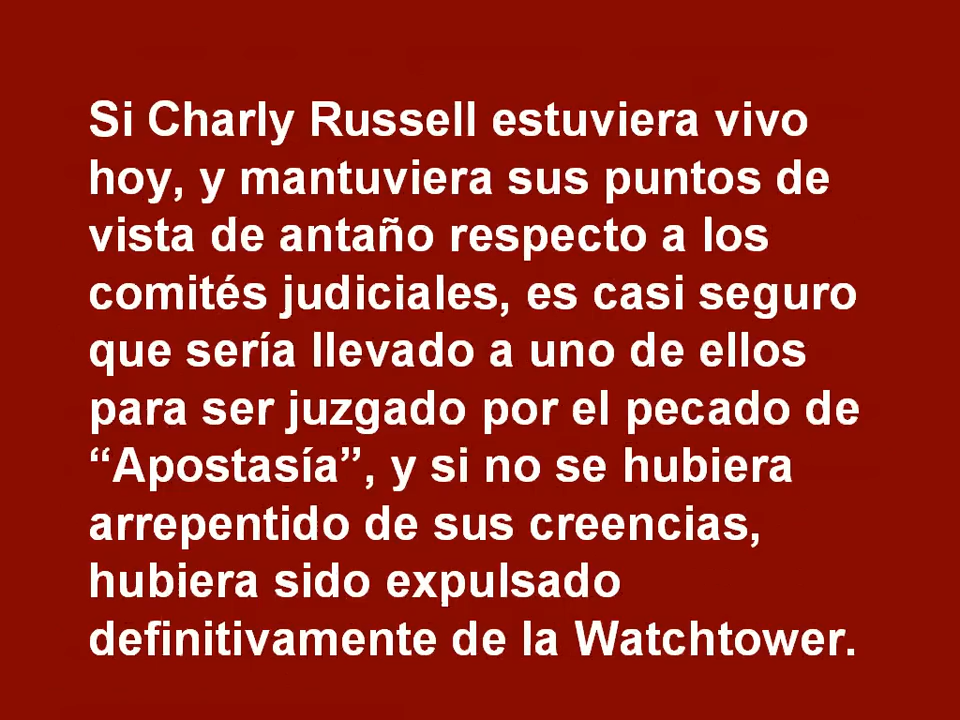 Si Charly Russell estuviera vivo
hoy, y mantuviera sus puntos de
vista de antaño respecto a los
comités judiciales, es casi seguro
que sería llevado a uno de ellos
para ser juzgado por el pecado de
“Apostasía”, y si no se hubiera
arrepentido de sus creencias,
hubiera sido expulsado
definitivamente de la Watchtower.